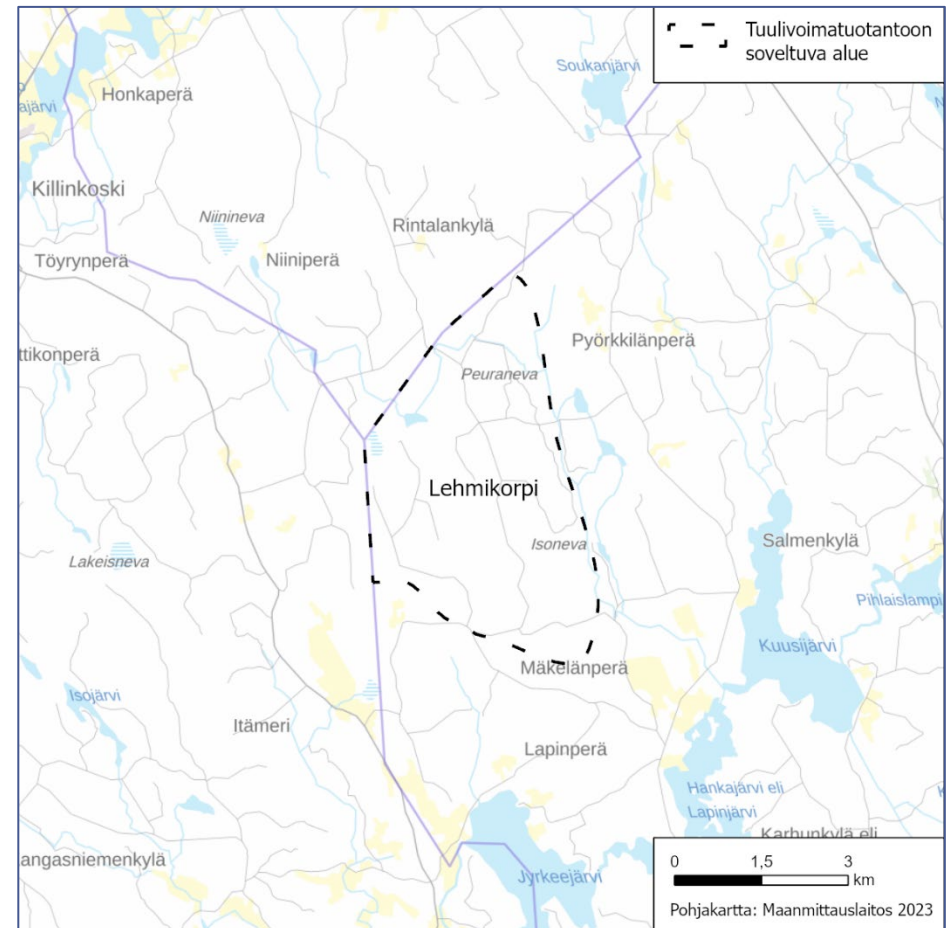 Tuulivoimatuotantoon
soveltuva alue
Soukanjärvi
ajärvi
Honkaperä
Killinkoski
Niinineva
Rintalankylä
Töyrynperä
Niiniperä
Pyörkkilänperä
ttikonperä
Peuraneva
Lehmikorpi
Isoneva
Salmenkylä
Lakeisneva
Pihlaislampi
Kuusijärvi
Mäkelänperä
Isojärvi
Itämeri
Lapinperä
Hankajärvi eli
Lapinjärvi
Karhunkylä eli
angasniemenkylä
Jyrkeejärvi
0 1,5 3
km
Pohjakartta: Maanmittauslaitos 2023